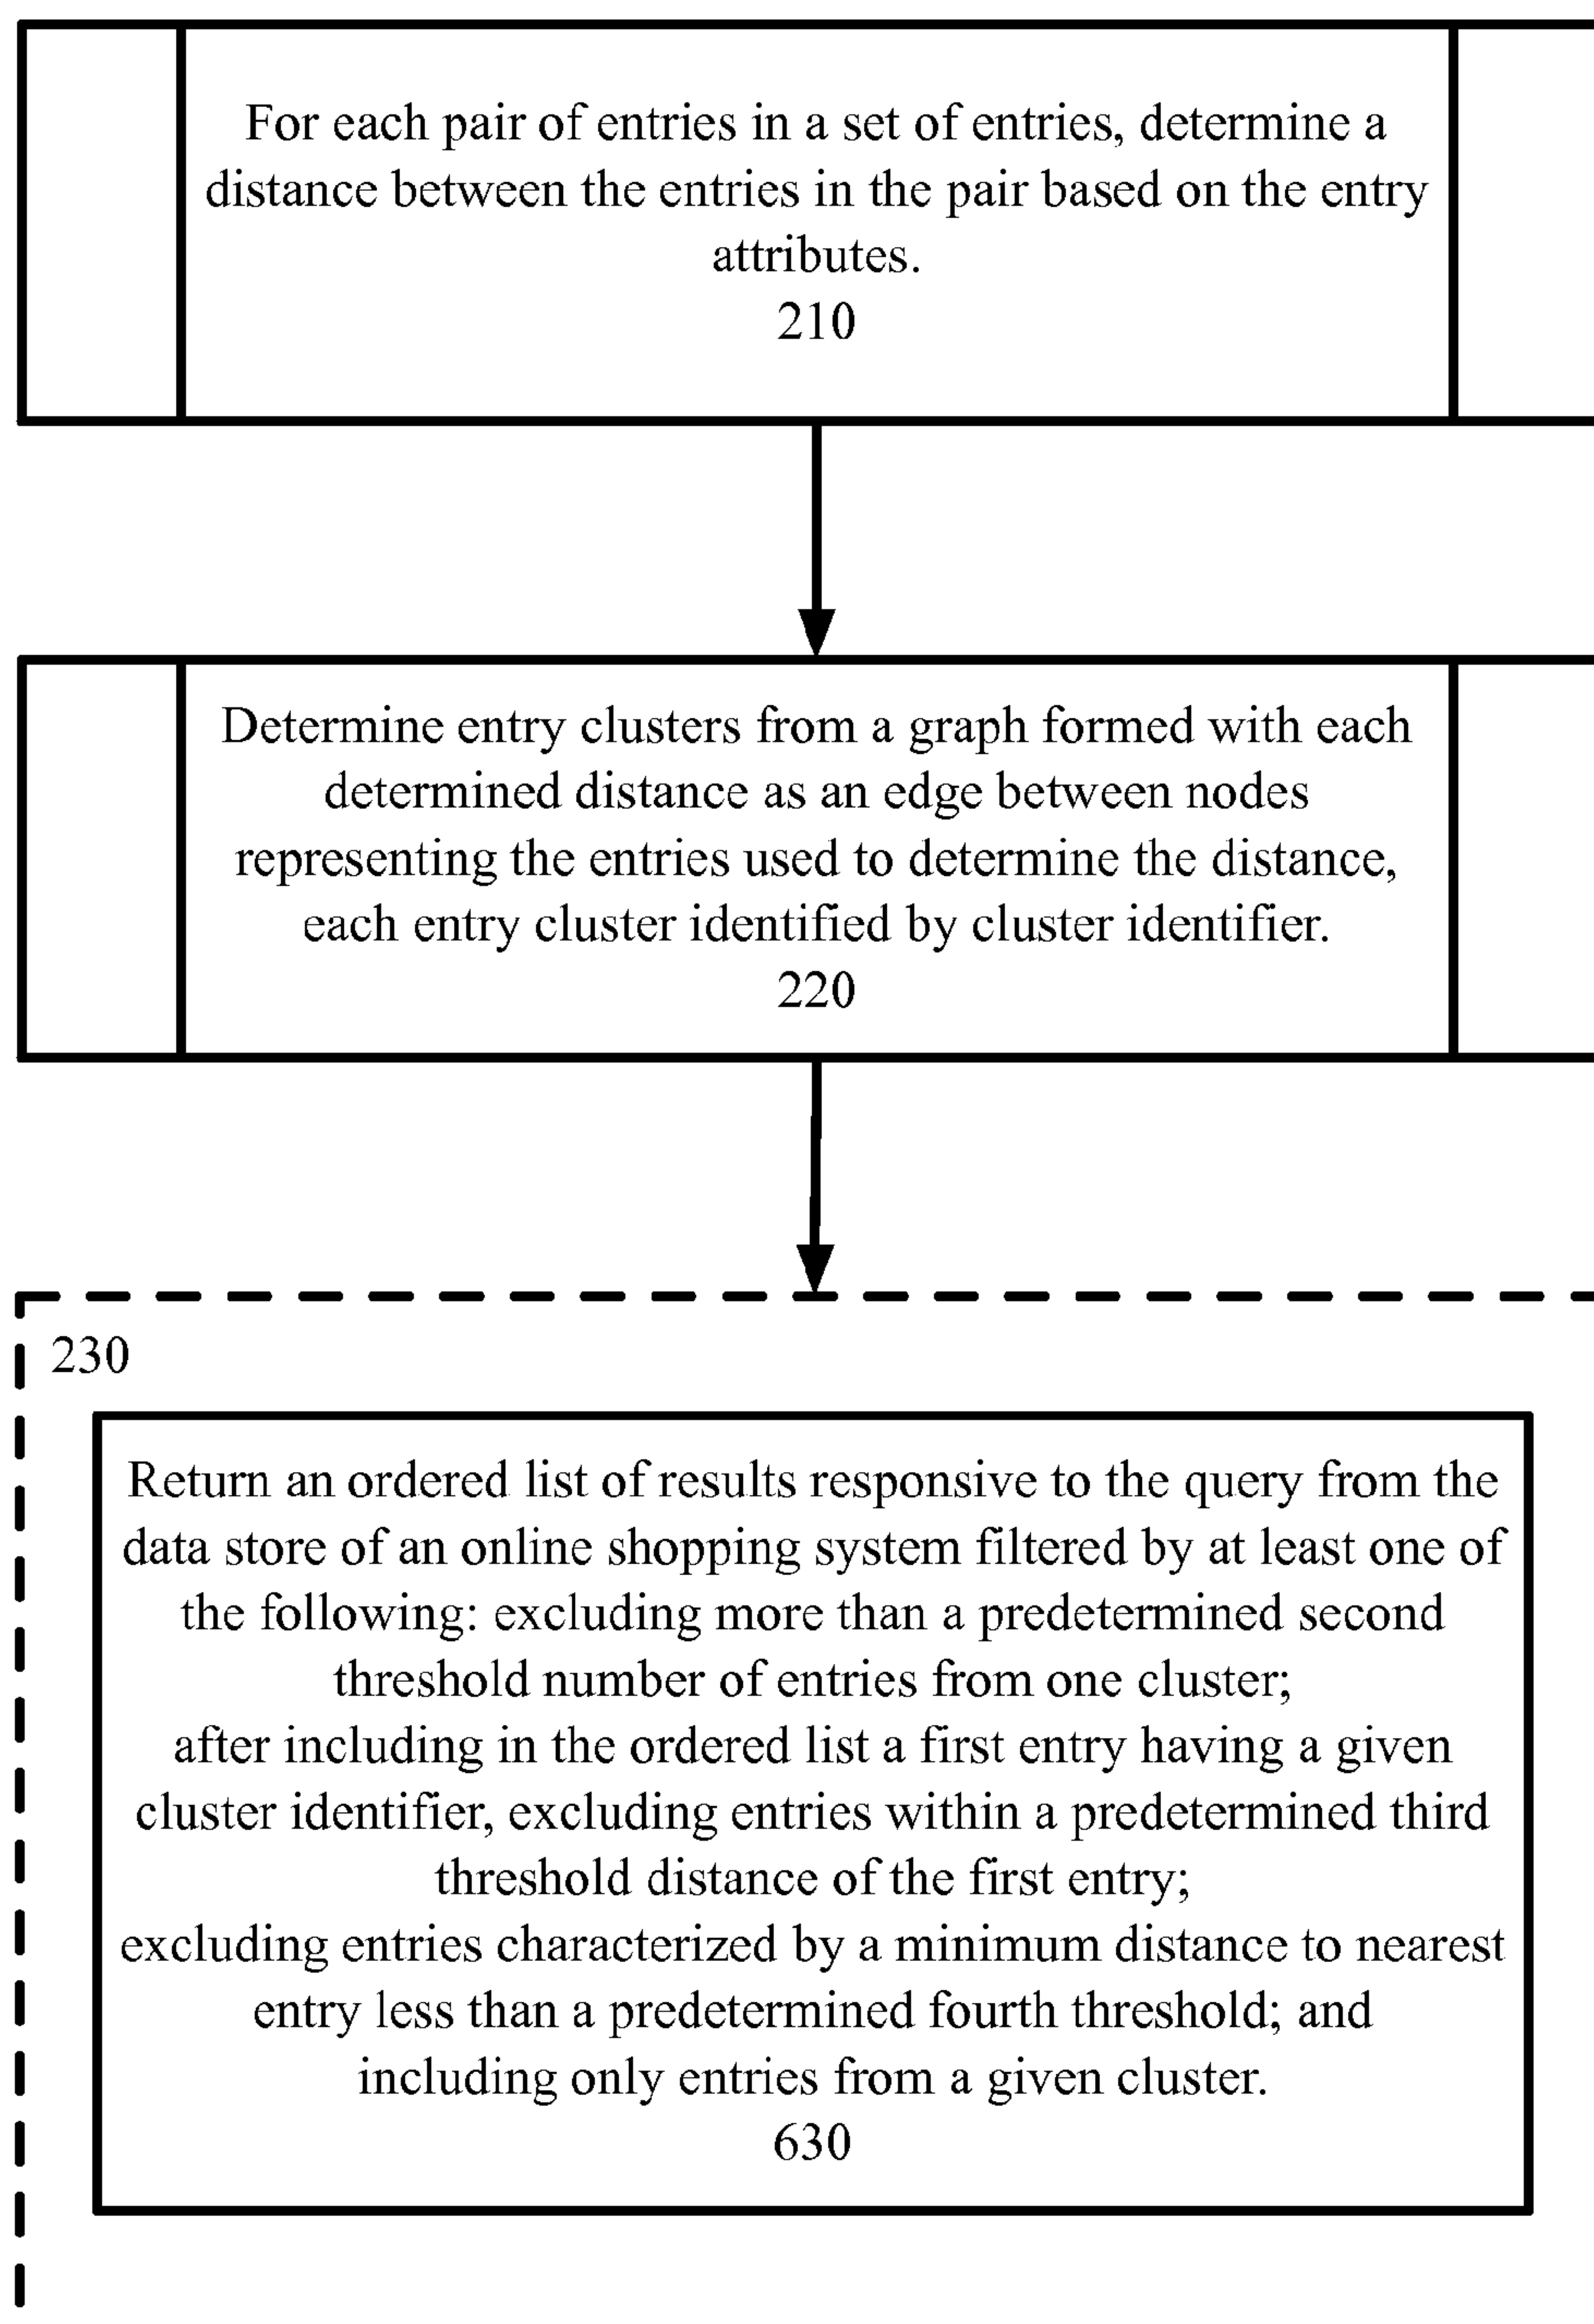 For each pair of entries in a set of entries, determine a
distance between the entries in the pair based on the entry
attributes.
210
Determine entry clusters from a graph formed with each
determined distance as an edge between nodes
representing the entries used to determine the distance,
each entry cluster identified by cluster identifier.
220
230
Return an ordered list of results responsive to the query from the
data store of an online shopping system filtered by at least one of
the following: excluding more than a predetermined second
threshold number of entries from one cluster;
after including in the ordered list a first entry having a given
cluster identifier, excluding entries within a predetermined third
threshold distance of the first entry;
excluding entries characterized by a minimum distance to nearest
entry less than a predetermined fourth threshold; and
including only entries from a given cluster.
630